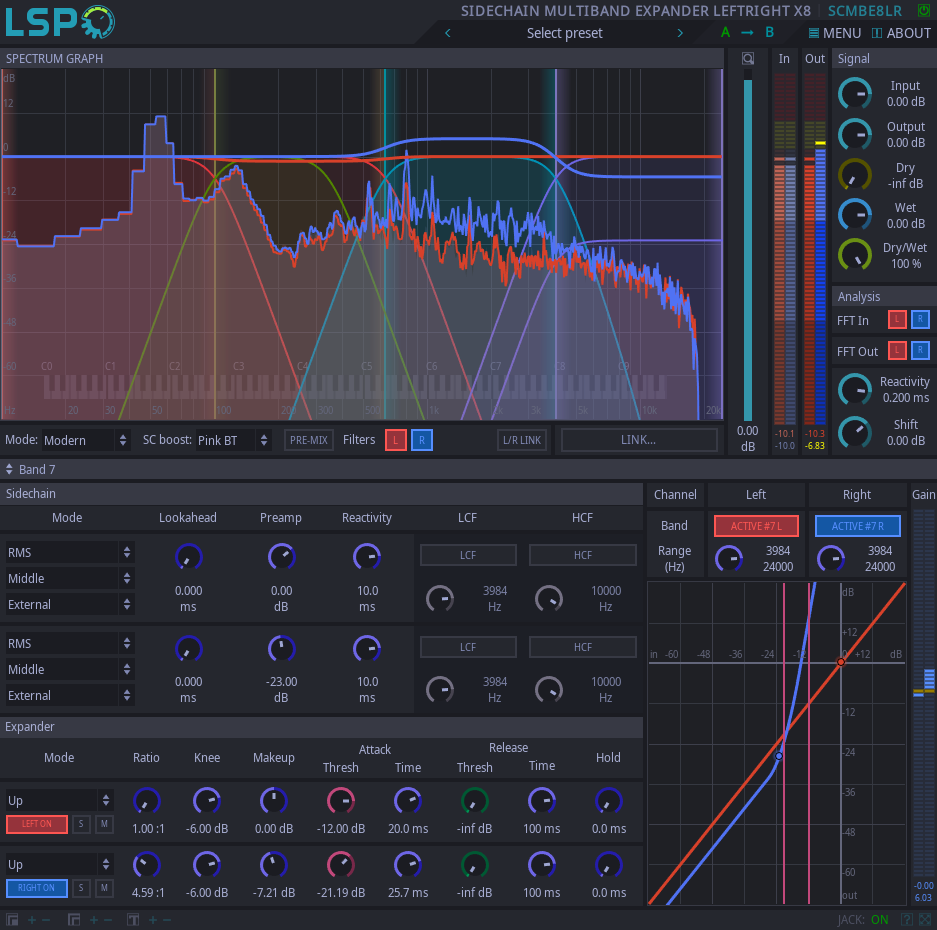 LSP
SIDECHAIN MULTIBAND EXPANDER LEFTRIGHT X8 SCMBE8LR
Select preset
A → B
MENU ABOUT
SPECTRUM GRAPH
dB
12
0
-12
-24
-36
-48
-60
C0 C1 C2 C3 C4 C5 C6 C7 C8 C9
Hz 20 30 50 100 200 300 500 1k 2k 3k 5k 10k 20k
0.00
dB
In Out
-10.1 -10.3
-10.0 -6.83
Signal
Input
0.00 dB
Output
0.00 dB
Dry
-inf dB
Wet
0.00 dB
Dry/Wet
100 %
Analysis
FFT In L R
FFT Out L R
Reactivity
0.200 ms
Shift
0.00 dB
Mode: Modern SC boost: Pink BT PRE-MIX Filters L R L/R LINK LINK...
Band 7
Sidechain
Mode Lookahead Preamp Reactivity LCF HCF
RMS
Middle
External
0.000
ms
0.00
dB
10.0
ms
LCF
3984
Hz
HCF
10000
Hz
RMS
Middle
External
0.000
ms
-23.00
dB
10.0
ms
LCF
3984
Hz
HCF
10000
Hz
Expander
Mode Ratio Knee Makeup Attack Release Hold
Thresh Time Thresh Time
Up
LEFT ON S M
1.00 :1 -6.00 dB 0.00 dB -12.00 dB 20.0 ms -inf dB 100 ms 0.0 ms
Up
RIGHT ON S M
4.59 :1 -6.00 dB -7.21 dB -21.19 dB 25.7 ms -inf dB 100 ms 0.0 ms
Channel Left Right Gain
Band ACTIVE #7 L ACTIVE #7 R
Range
(Hz)
3984
24000
3984
24000
dB
+12
in -60 -48 -36 -24 -12 0 +12 dB
-12
-24
-36
-48
-60
out
-0.00
6.03
JACK: ON